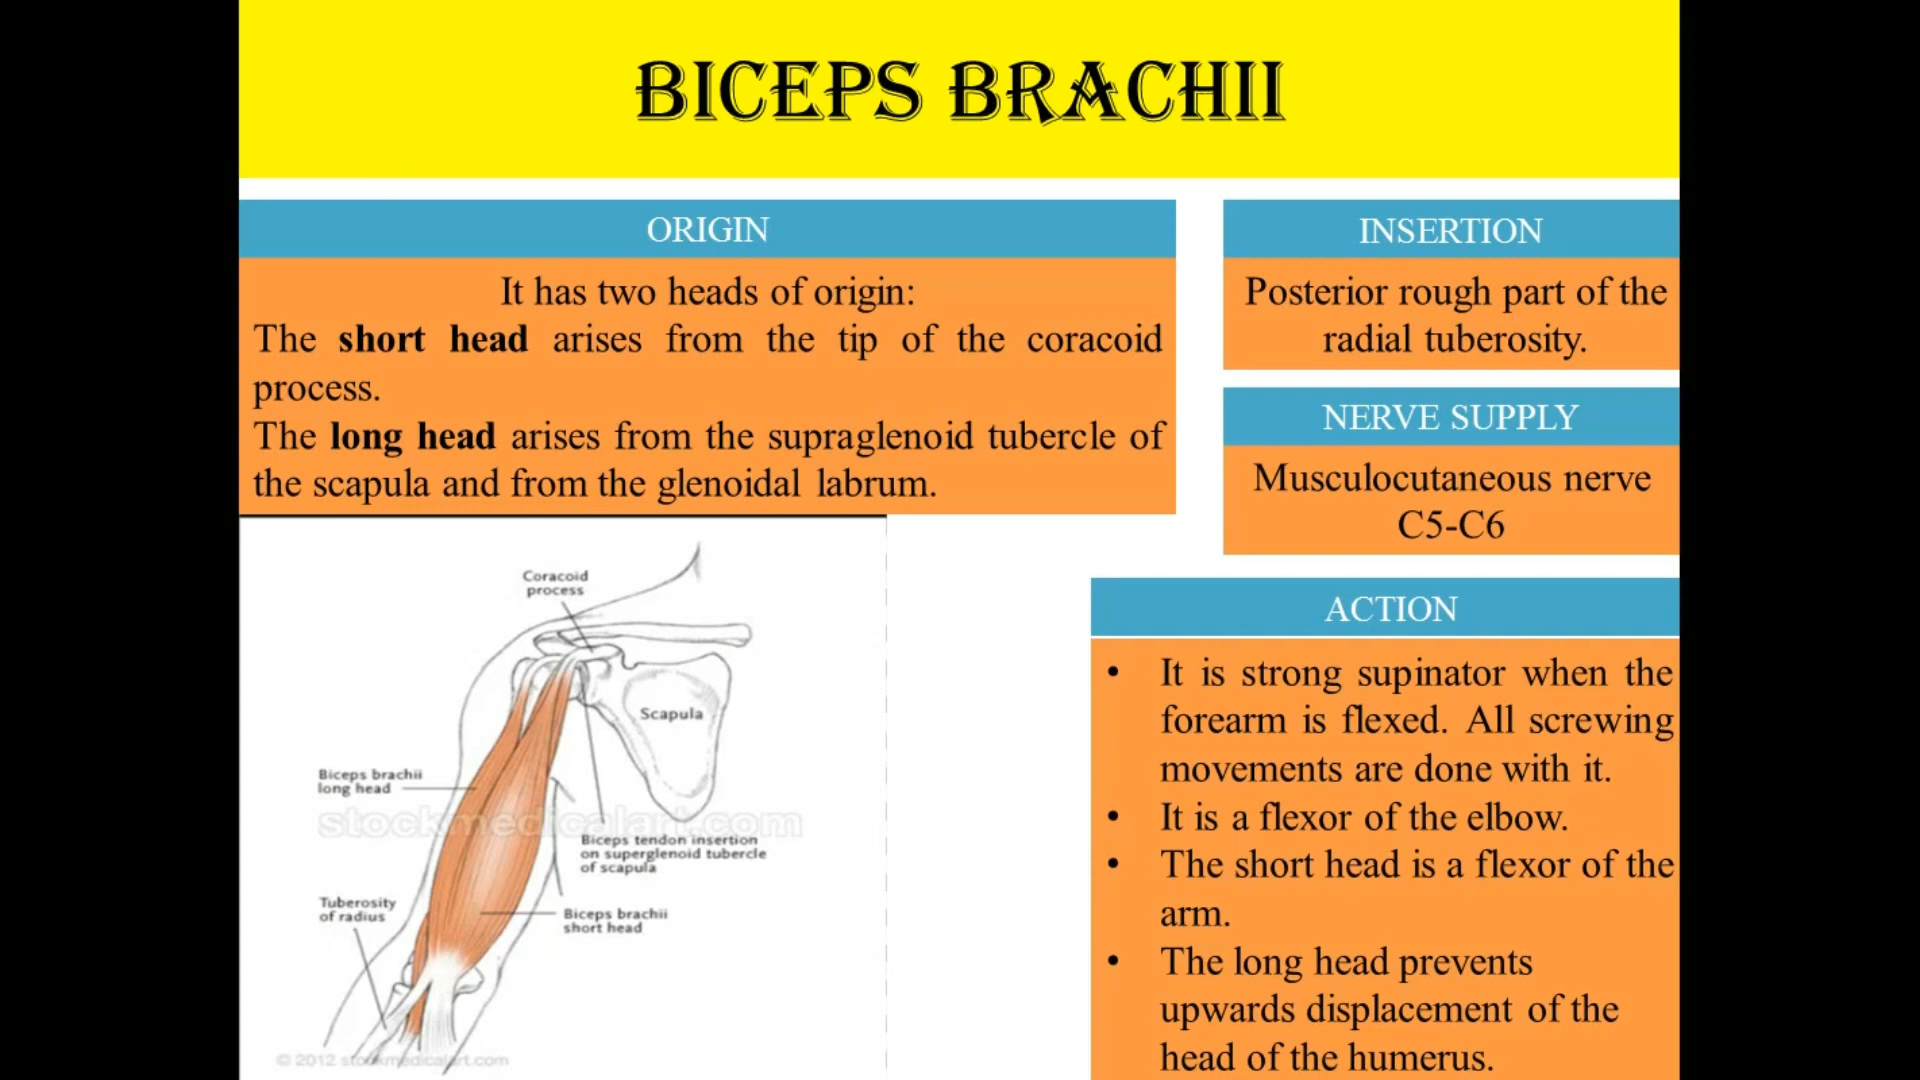 BICEPS BRACHII
ORIGIN
It has two heads of origin:
The short head arises from the tip of the coracoid
process.
The long head arises from the supraglenoid tubercle of
the scapula and from the glenoidal labrum.
INSERTION
Posterior rough part of the
radial tuberosity.
NERVE SUPPLY
Musculocutaneous nerve
C5-C6
ACTION
• It is strong supinator when the
forearm is flexed. All screwing
movements are done with it.
• It is a flexor of the elbow.
• The short head is a flexor of the
arm.
• The long head prevents
upwards displacement of the
head of the humerus.
Coracoid
process
Scapula
Biceps brachii
long head
stockmedicalart.com
Biceps tendon insertion
on superglenoid tubercle
of scapula
Tuberosity
of radius
Biceps brachii
short head
© 2012 stockmedicalart.com